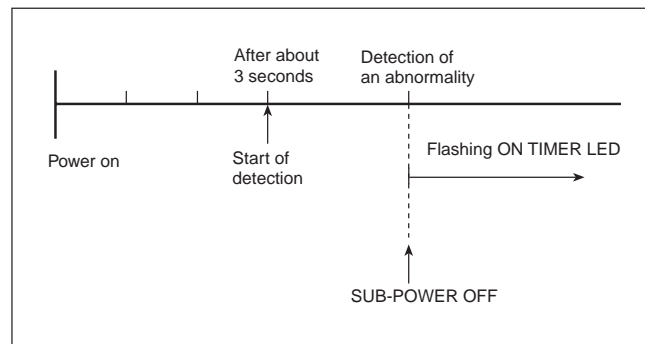 After about
3 seconds
Detection of
an abnormality
Power on
Start of
detection
Flashing ON TIMER LED
SUB-POWER OFF